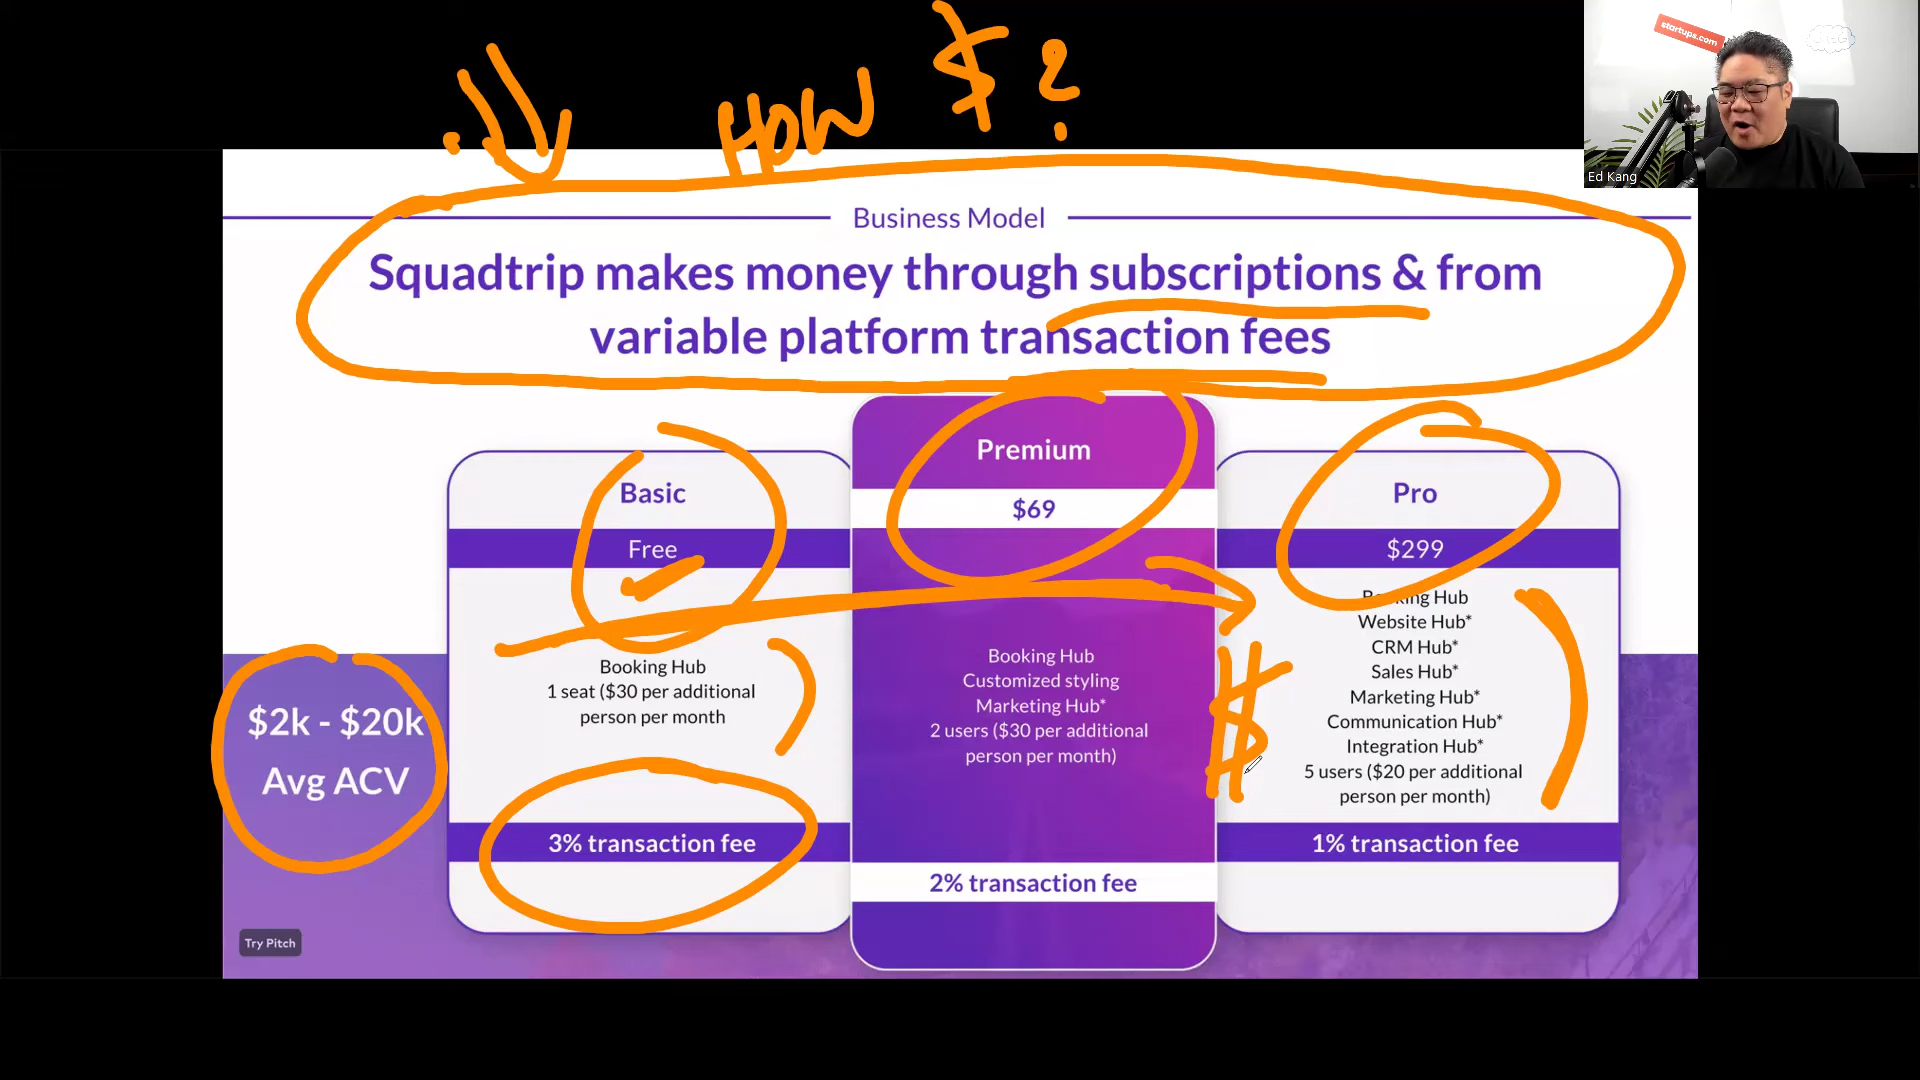 How $?
startups.com
Ed Kang
Business Model
Squadtrip makes money through subscriptions & from
variable platform transaction fees
Basic
Free
Booking Hub
1 seat ($30 per additional
person per month
3% transaction fee
Premium
$69
Booking Hub
Customized styling
Marketing Hub*
2 users ($30 per additional
person per month)
2% transaction fee
Pro
$299
Booking Hub
Website Hub*
CRM Hub*
Sales Hub*
Marketing Hub*
Communication Hub*
Integration Hub*
5 users ($20 per additional
person per month)
1% transaction fee
$
$2k - $20k
Avg ACV
Try Pitch